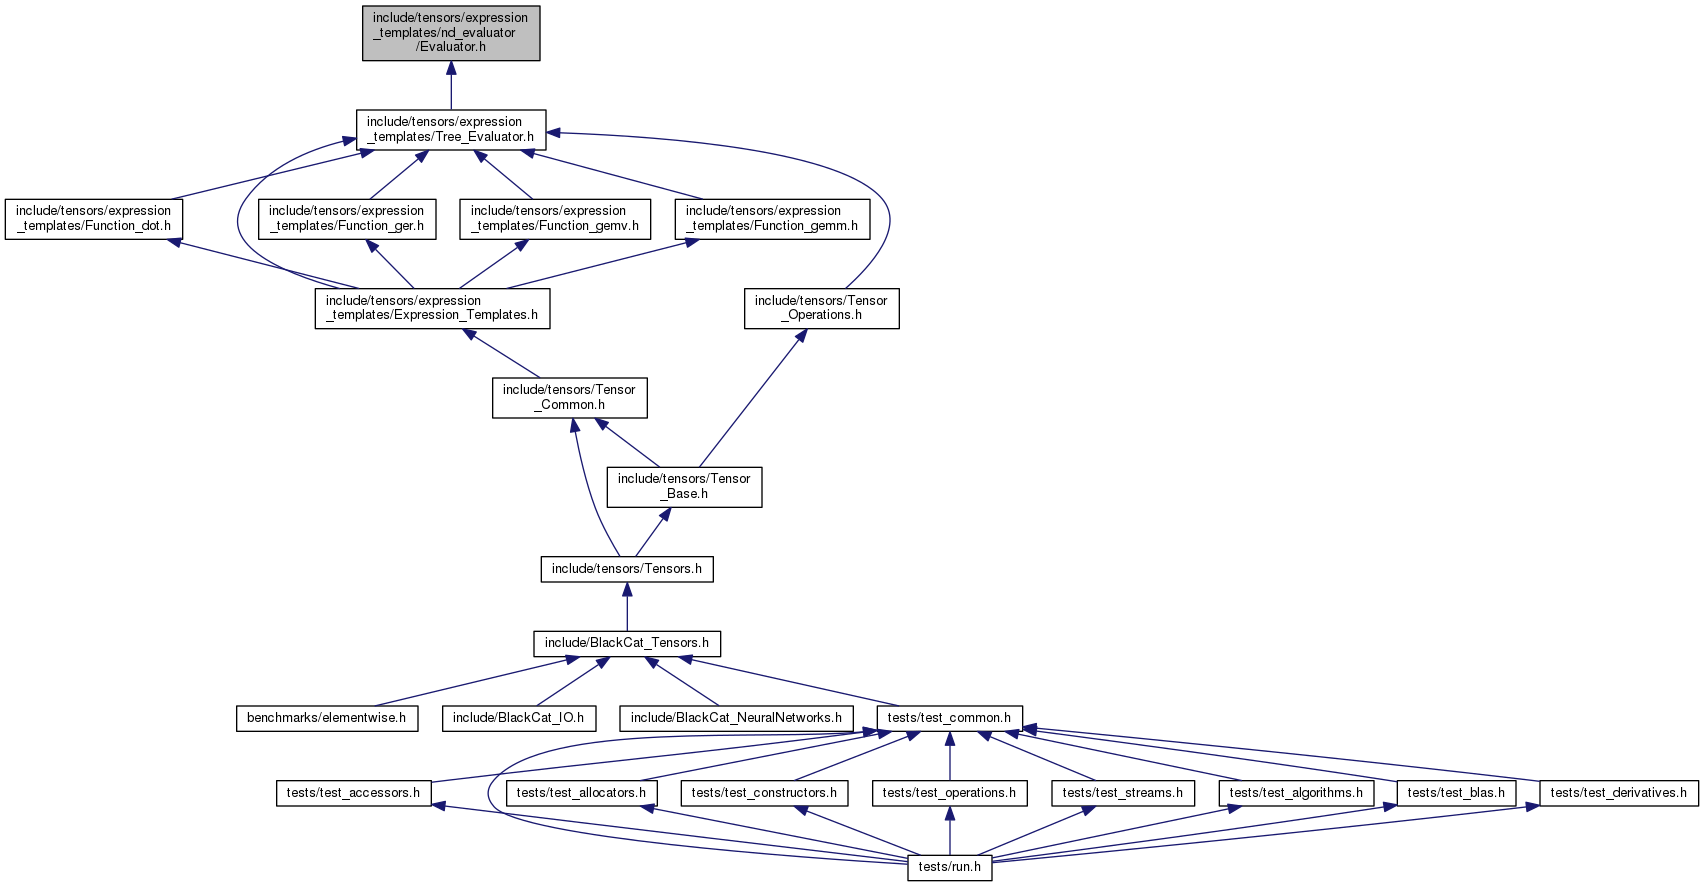 include/tensors/expression
_templates/nd_evaluator
/Evaluator.h
include/tensors/expression
_templates/Tree_Evaluator.h
include/tensors/expression
_templates/Function_dot.h
include/tensors/expression
_templates/Function_ger.h
include/tensors/expression
_templates/Function_gemv.h
include/tensors/expression
_templates/Function_gemm.h
include/tensors/expression
_templates/Expression_Templates.h
include/tensors/Tensor
_Operations.h
include/tensors/Tensor
_Common.h
include/tensors/Tensor
_Base.h
include/tensors/Tensors.h
include/BlackCat_Tensors.h
benchmarks/elementwise.h
include/BlackCat_IO.h
include/BlackCat_NeuralNetworks.h
tests/test_common.h
tests/test_accessors.h
tests/test_allocators.h
tests/test_constructors.h
tests/test_operations.h
tests/test_streams.h
tests/test_algorithms.h
tests/test_blas.h
tests/test_derivatives.h
tests/run.h